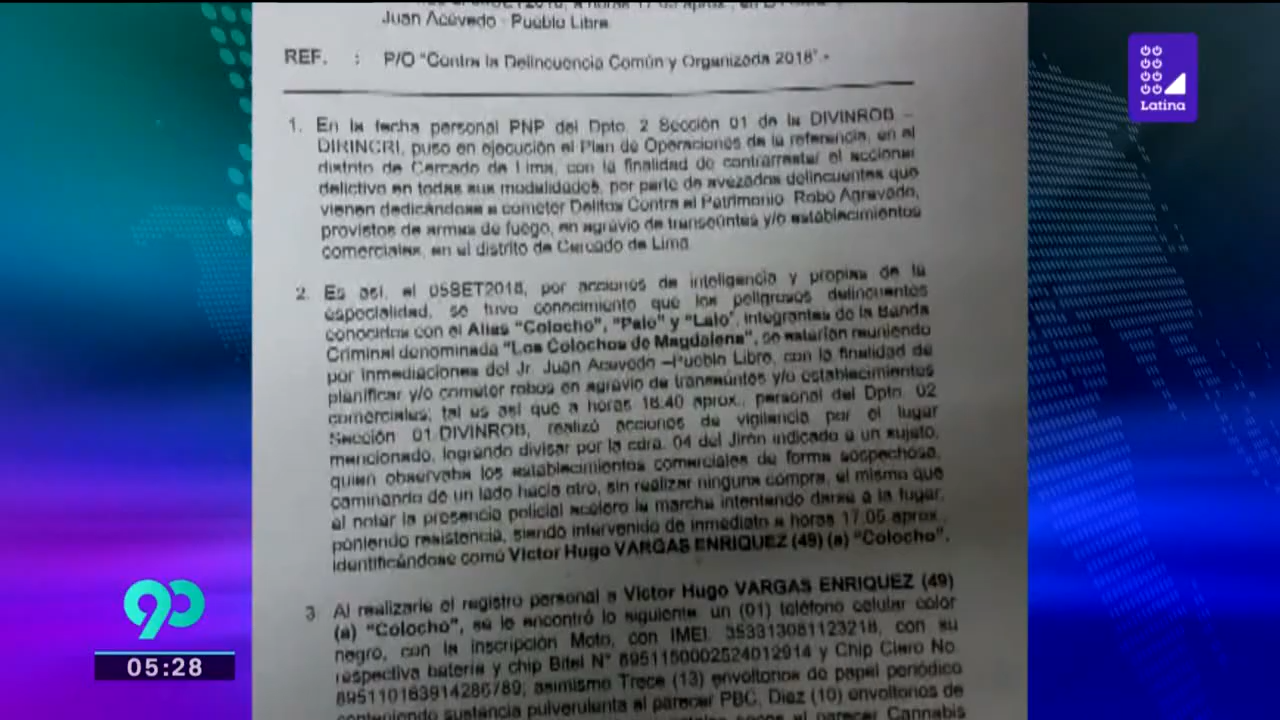 Juan Acevedo - Pueblo Libre
REF. : P/O "Contra la Delincuencia Común y Organizada 2018".-
1. En la fecha personal PNP del Dpto. 2 Sección 01 de la DIVINROB –
DIRINCRI, puso en ejecución el Plan de Operaciones de la referencia, en el
distrito de Cercado de Lima, con la finalidad de contrarrestar el accionar
delictivo en todas sus modalidades, por parte de avezados delincuentes que
vienen dedicándose a cometer Delitos Contra el Patrimonio Robo Agravado,
provistos de armas de fuego, en agravio de transeúntes y/o establecimientos
comerciales, en el distrito de Cercado de Lima
2. Es así, el 05SET2018, por acciones de inteligencia y propias de la
especialidad, se tuvo conocimiento que los peligrosos delincuentes
conocidos con el Alias "Colocho", "Palo" y "Lalo", integrantes de la Banda
Criminal denominada "Los Colochos de Magdalena", se estarían reuniendo
por inmediaciones del Jr. Juan Acevedo –Pueblo Libre, con la finalidad de
planificar y/o cometer robos en agravio de transeúntes y/o establecimientos
comerciales; tal es así que a horas 16:40 aprox., personal del Dpto. 02
Sección 01 DIVINROB, realizó acciones de vigilancia por el lugar
mencionado, logrando divisar por la cdra. 04 del Jirón indicado a un sujeto,
quien observaba los establecimientos comerciales de forma sospechosa,
caminando de un lado hacia otro, sin realizar ninguna compra, el mismo que
al notar la presencia policial acelero la marcha intentando darse a la fugar,
poniendo resistencia, siendo intervenido de inmediato a horas 17.05 aprox.,
identificándose como Victor Hugo VARGAS ENRIQUEZ (49) (a) "Colocho",
3 Al realizarle el registro personal a Victor Hugo VARGAS ENRIQUEZ (49)
(a) "Colocho", se le encontró lo siguiente un (01) teléfono celular color
negro, con la inscripción Moto, con IMEI. 353313081123218, con su
respectiva batería y chip Bitel N° 8951150002524012914 y Chip Claro No
895110163914286789; asimismo Trece (13) envoltorios de papel periódico
conteniendo sustancia pulverulenta al parecer PBC, Diez (10) envoltorios de
al parecer Cannabis
Latina
90
05:28